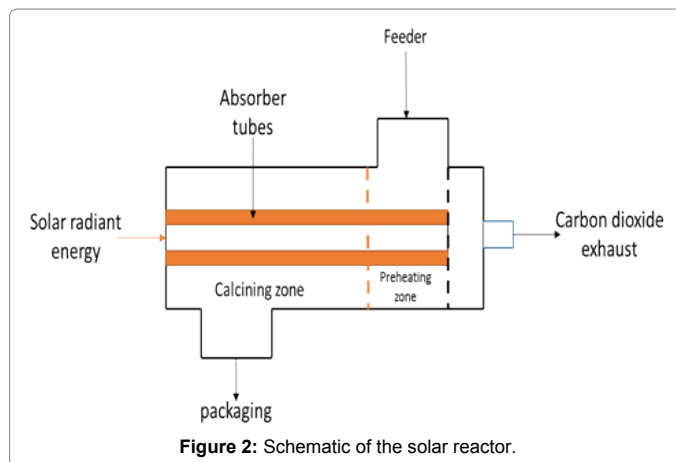 Feeder
Absorber
tubes
Solar radiant
energy
Carbon dioxide
exhaust
Calcining zone
Preheating
zone
packaging
Figure 2: Schematic of the solar reactor.